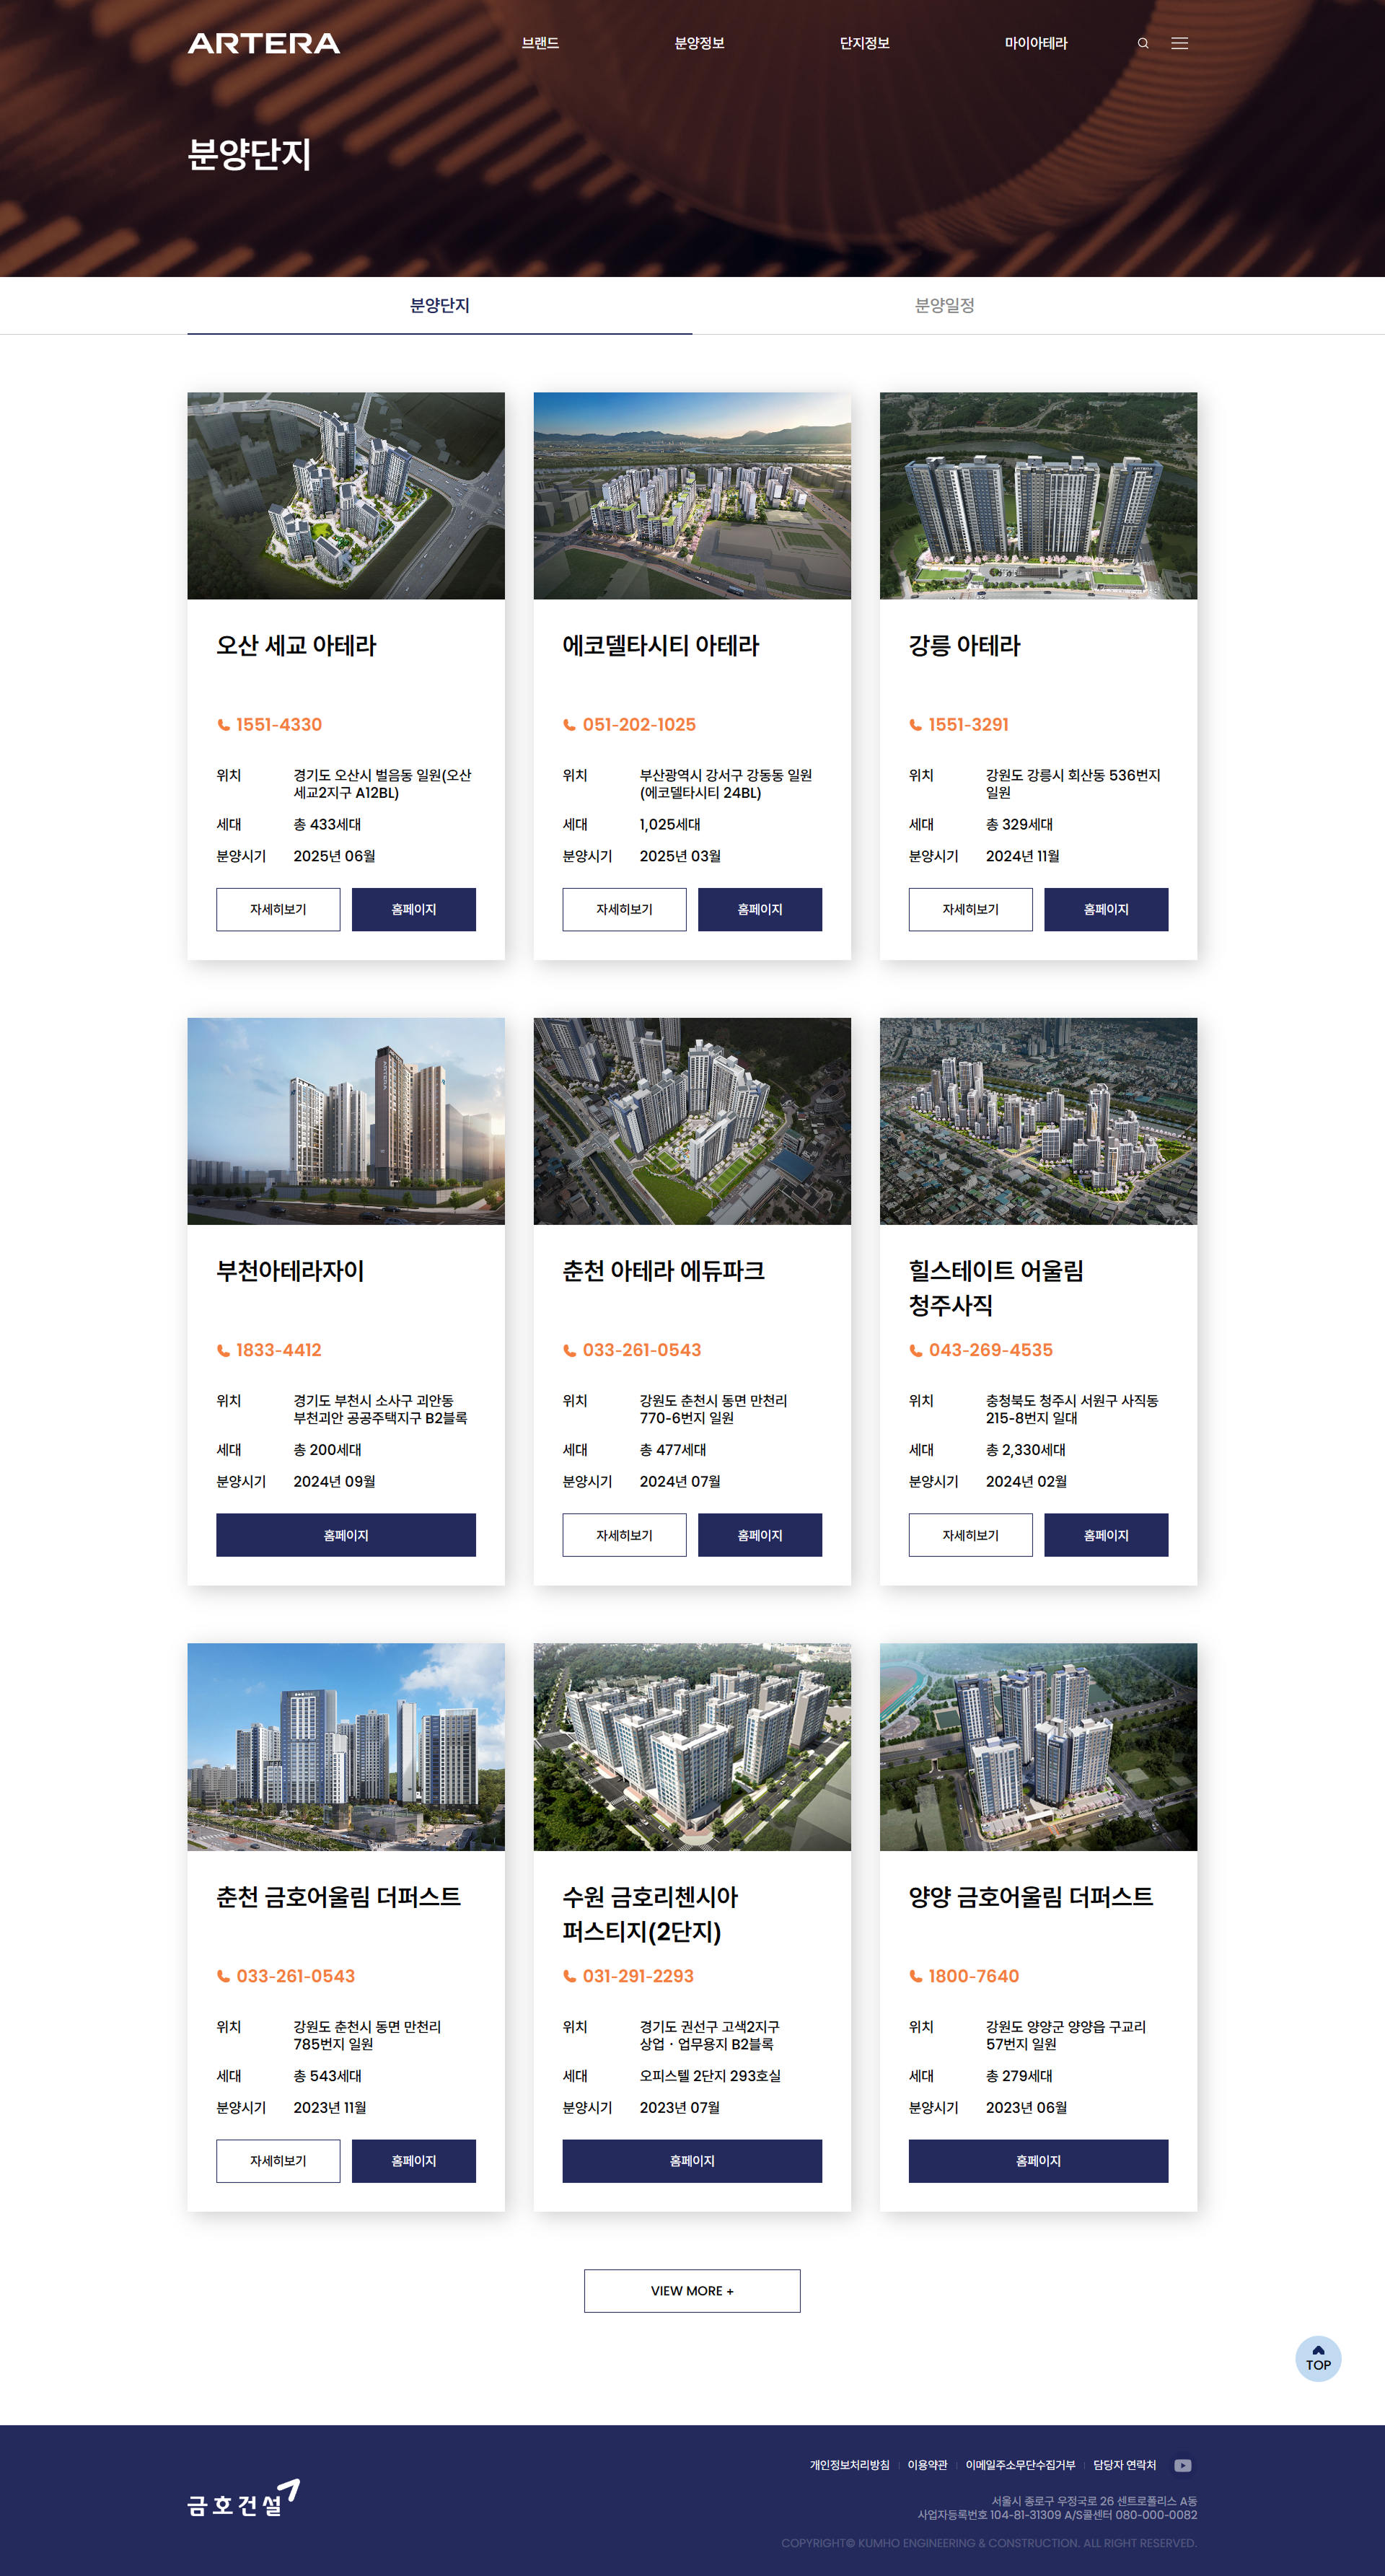 ARTERA
브랜드
분양정보
단지정보
마이아테라
분양단지
분양단지
분양일정
오산 세교 아테라
1551-4330
위치
경기도 오산시 벌음동 일원(오산
세교2지구 A12BL)
세대
총 433세대
분양시기
2025년 06월
자세히보기
홈페이지
에코델타시티 아테라
051-202-1025
위치
부산광역시 강서구 강동동 일원
(에코델타시티 24BL)
세대
1,025세대
분양시기
2025년 03월
자세히보기
홈페이지
ARTERA
강릉 아테라
1551-3291
위치
강원도 강릉시 회산동 536번지
일원
세대
총 329세대
분양시기
2024년 11월
자세히보기
홈페이지
ARTERA
부천아테라자이
1833-4412
위치
경기도 부천시 소사구 괴안동
부천괴안 공공주택지구 B2블록
세대
총 200세대
분양시기
2024년 09월
홈페이지
춘천 아테라 에듀파크
033-261-0543
위치
강원도 춘천시 동면 만천리
770-6번지 일원
세대
총 477세대
분양시기
2024년 07월
자세히보기
홈페이지
힐스테이트 어울림
청주사직
043-269-4535
위치
충청북도 청주시 서원구 사직동
215-8번지 일대
세대
총 2,330세대
분양시기
2024년 02월
자세히보기
홈페이지
춘천 금호어울림 더퍼스트
033-261-0543
위치
강원도 춘천시 동면 만천리
785번지 일원
세대
총 543세대
분양시기
2023년 11월
자세히보기
홈페이지
수원 금호리첸시아
퍼스티지(2단지)
031-291-2293
위치
경기도 권선구 고색2지구
상업・업무용지 B2블록
세대
오피스텔 2단지 293호실
분양시기
2023년 07월
홈페이지
양양 금호어울림 더퍼스트
1800-7640
위치
강원도 양양군 양양읍 구교리
57번지 일원
세대
총 279세대
분양시기
2023년 06월
홈페이지
VIEW MORE +
TOP
금호건설
개인정보처리방침
이용약관
이메일주소무단수집거부
담당자 연락처
서울시 종로구 우정국로 26 센트로폴리스 A동
사업자등록번호 104-81-31309 A/S콜센터 080-000-0082
COPYRIGHT© KUMHO ENGINEERING & CONSTRUCTION. ALL RIGHT RESERVED.